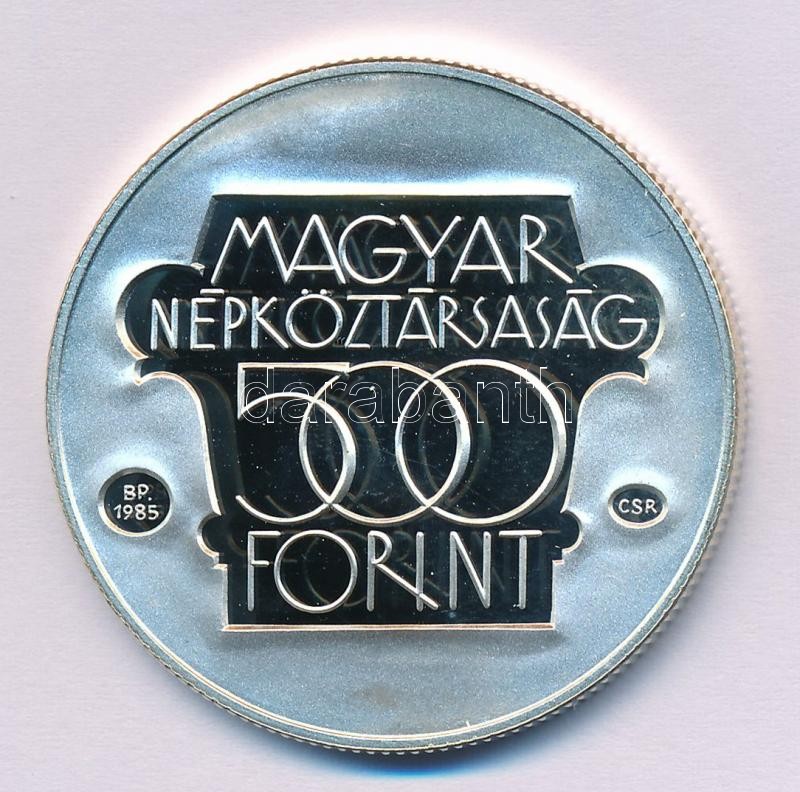 MAGYAR
NÉPKÖZTÁRSASÁG
500
darabanth
BP.
1985
CSR
FORINT